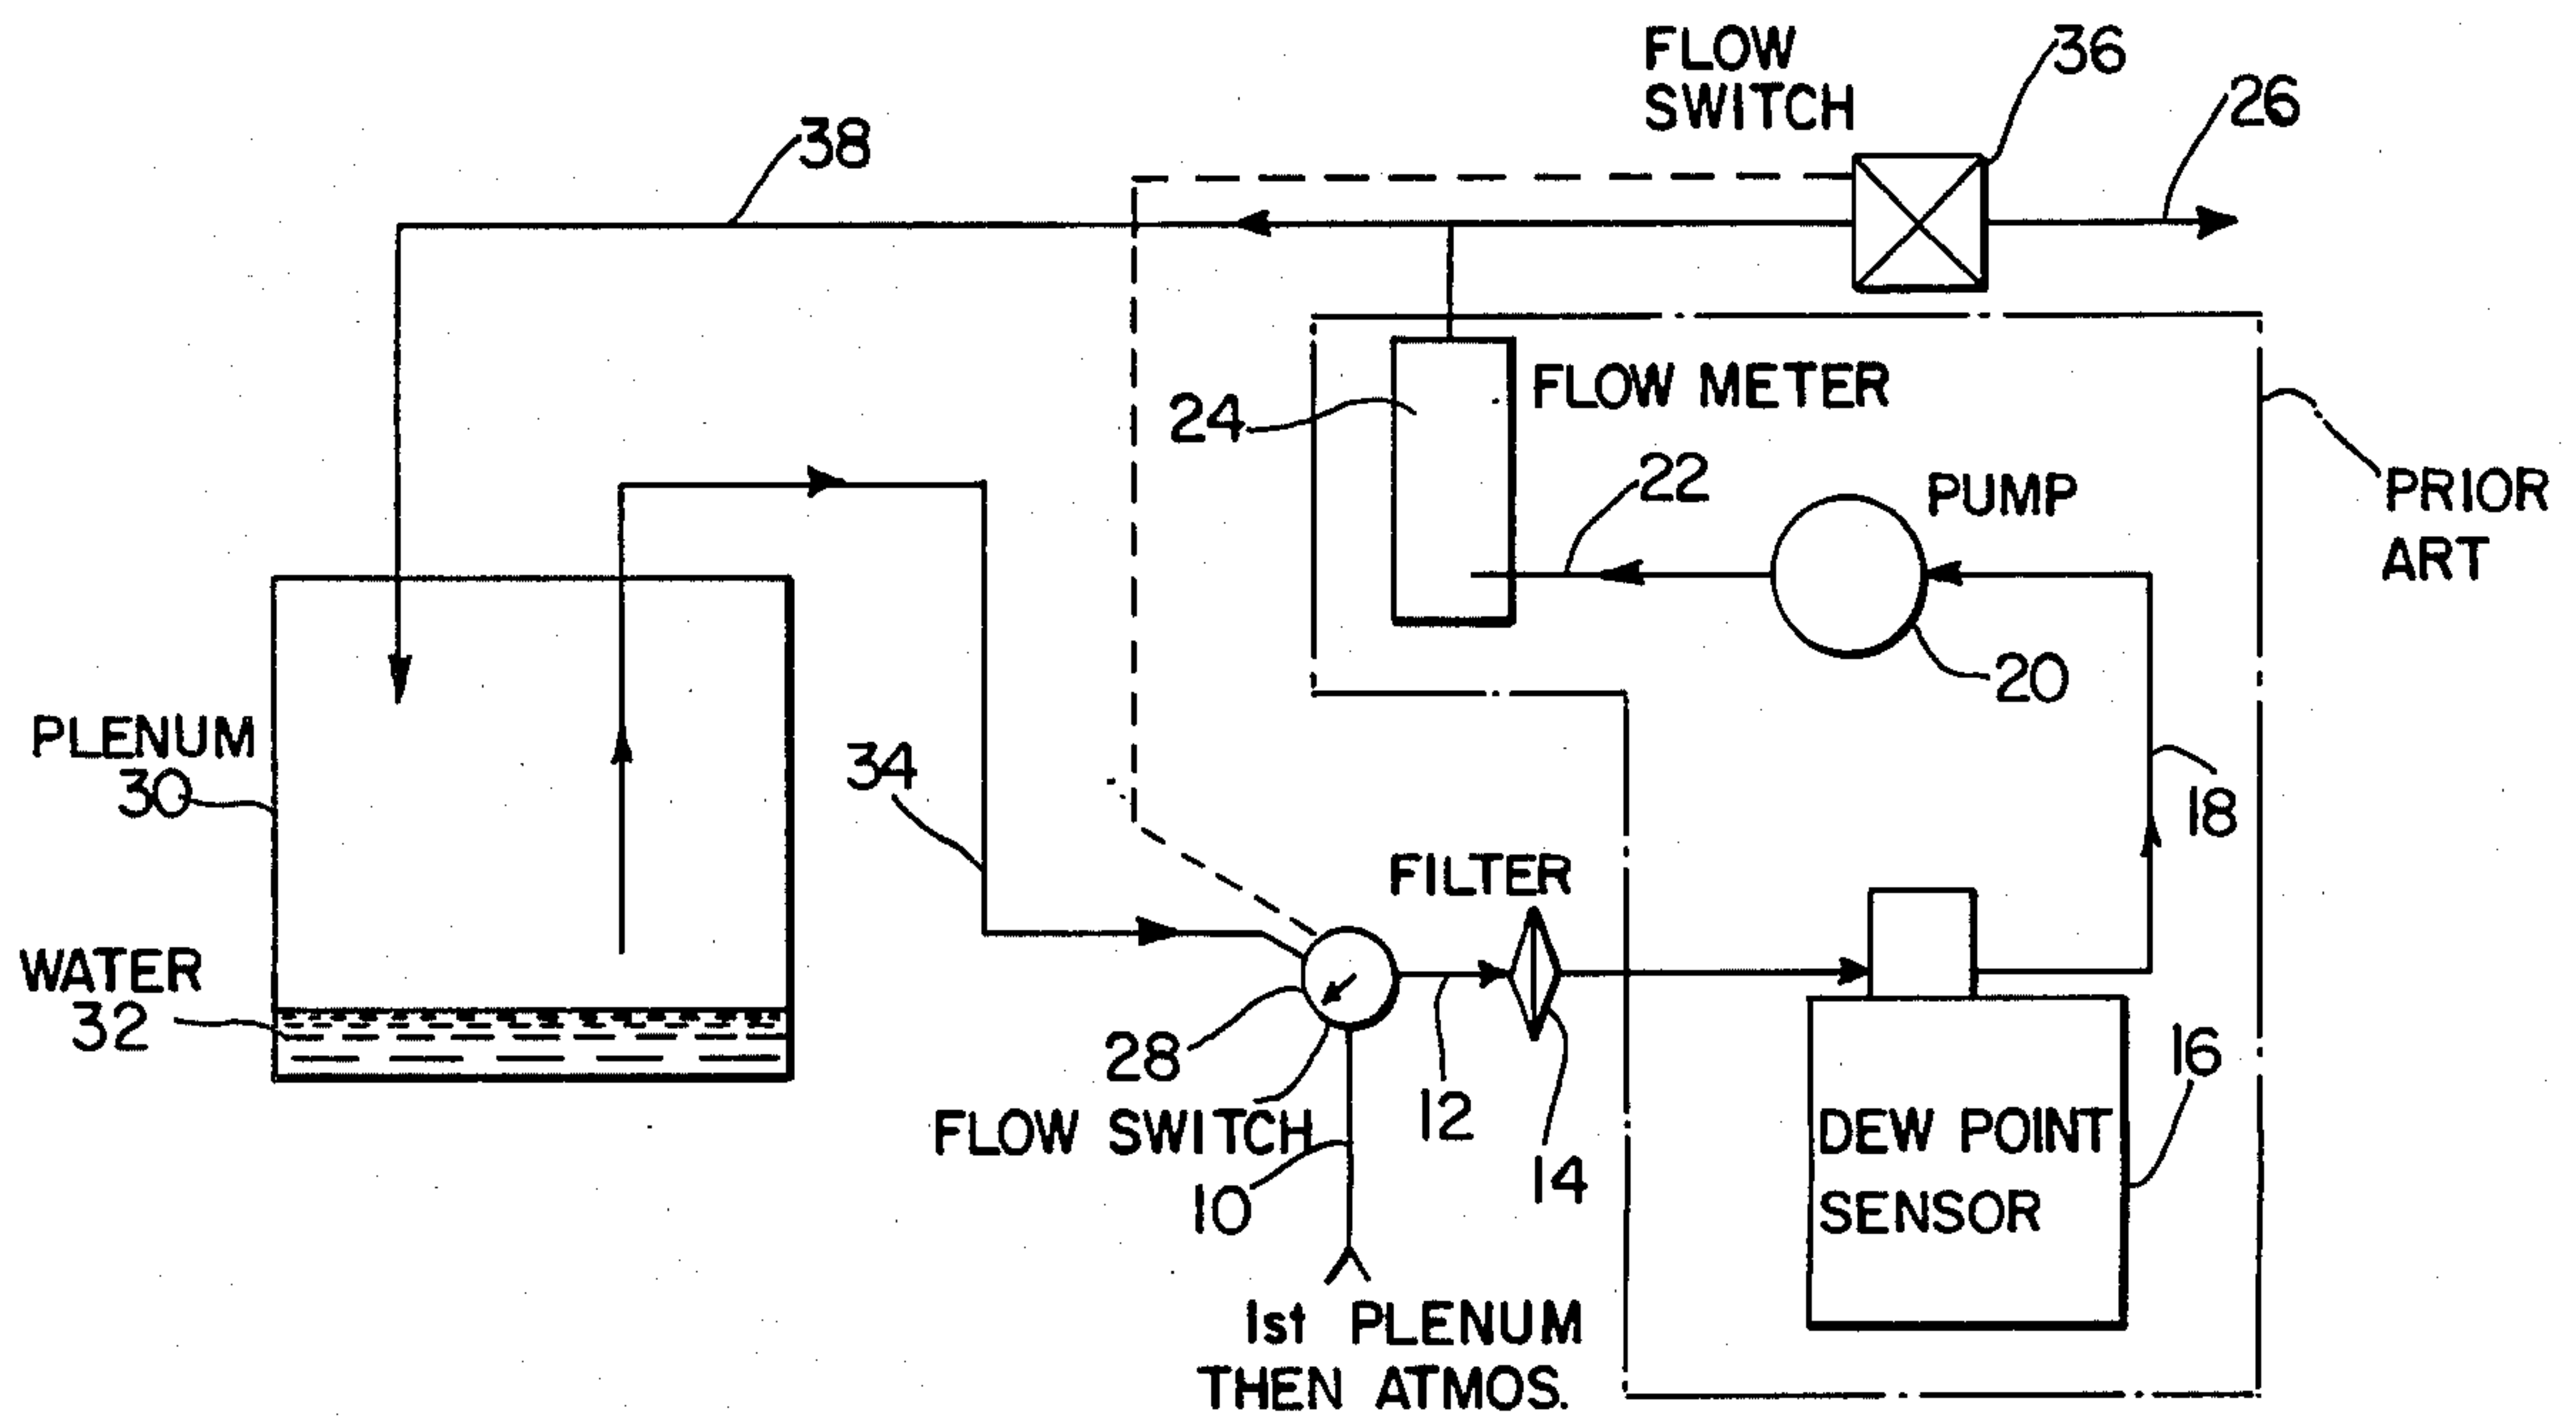 FLOW
SWITCH
36
26
38
FLOW METER
24
22
PUMP
PRIOR
ART
20
PLENUM
30
34
18
FILTER
WATER
32
28
FLOW SWITCH
12
14
16
DEW POINT
SENSOR
10
1st PLENUM
THEN ATMOS.